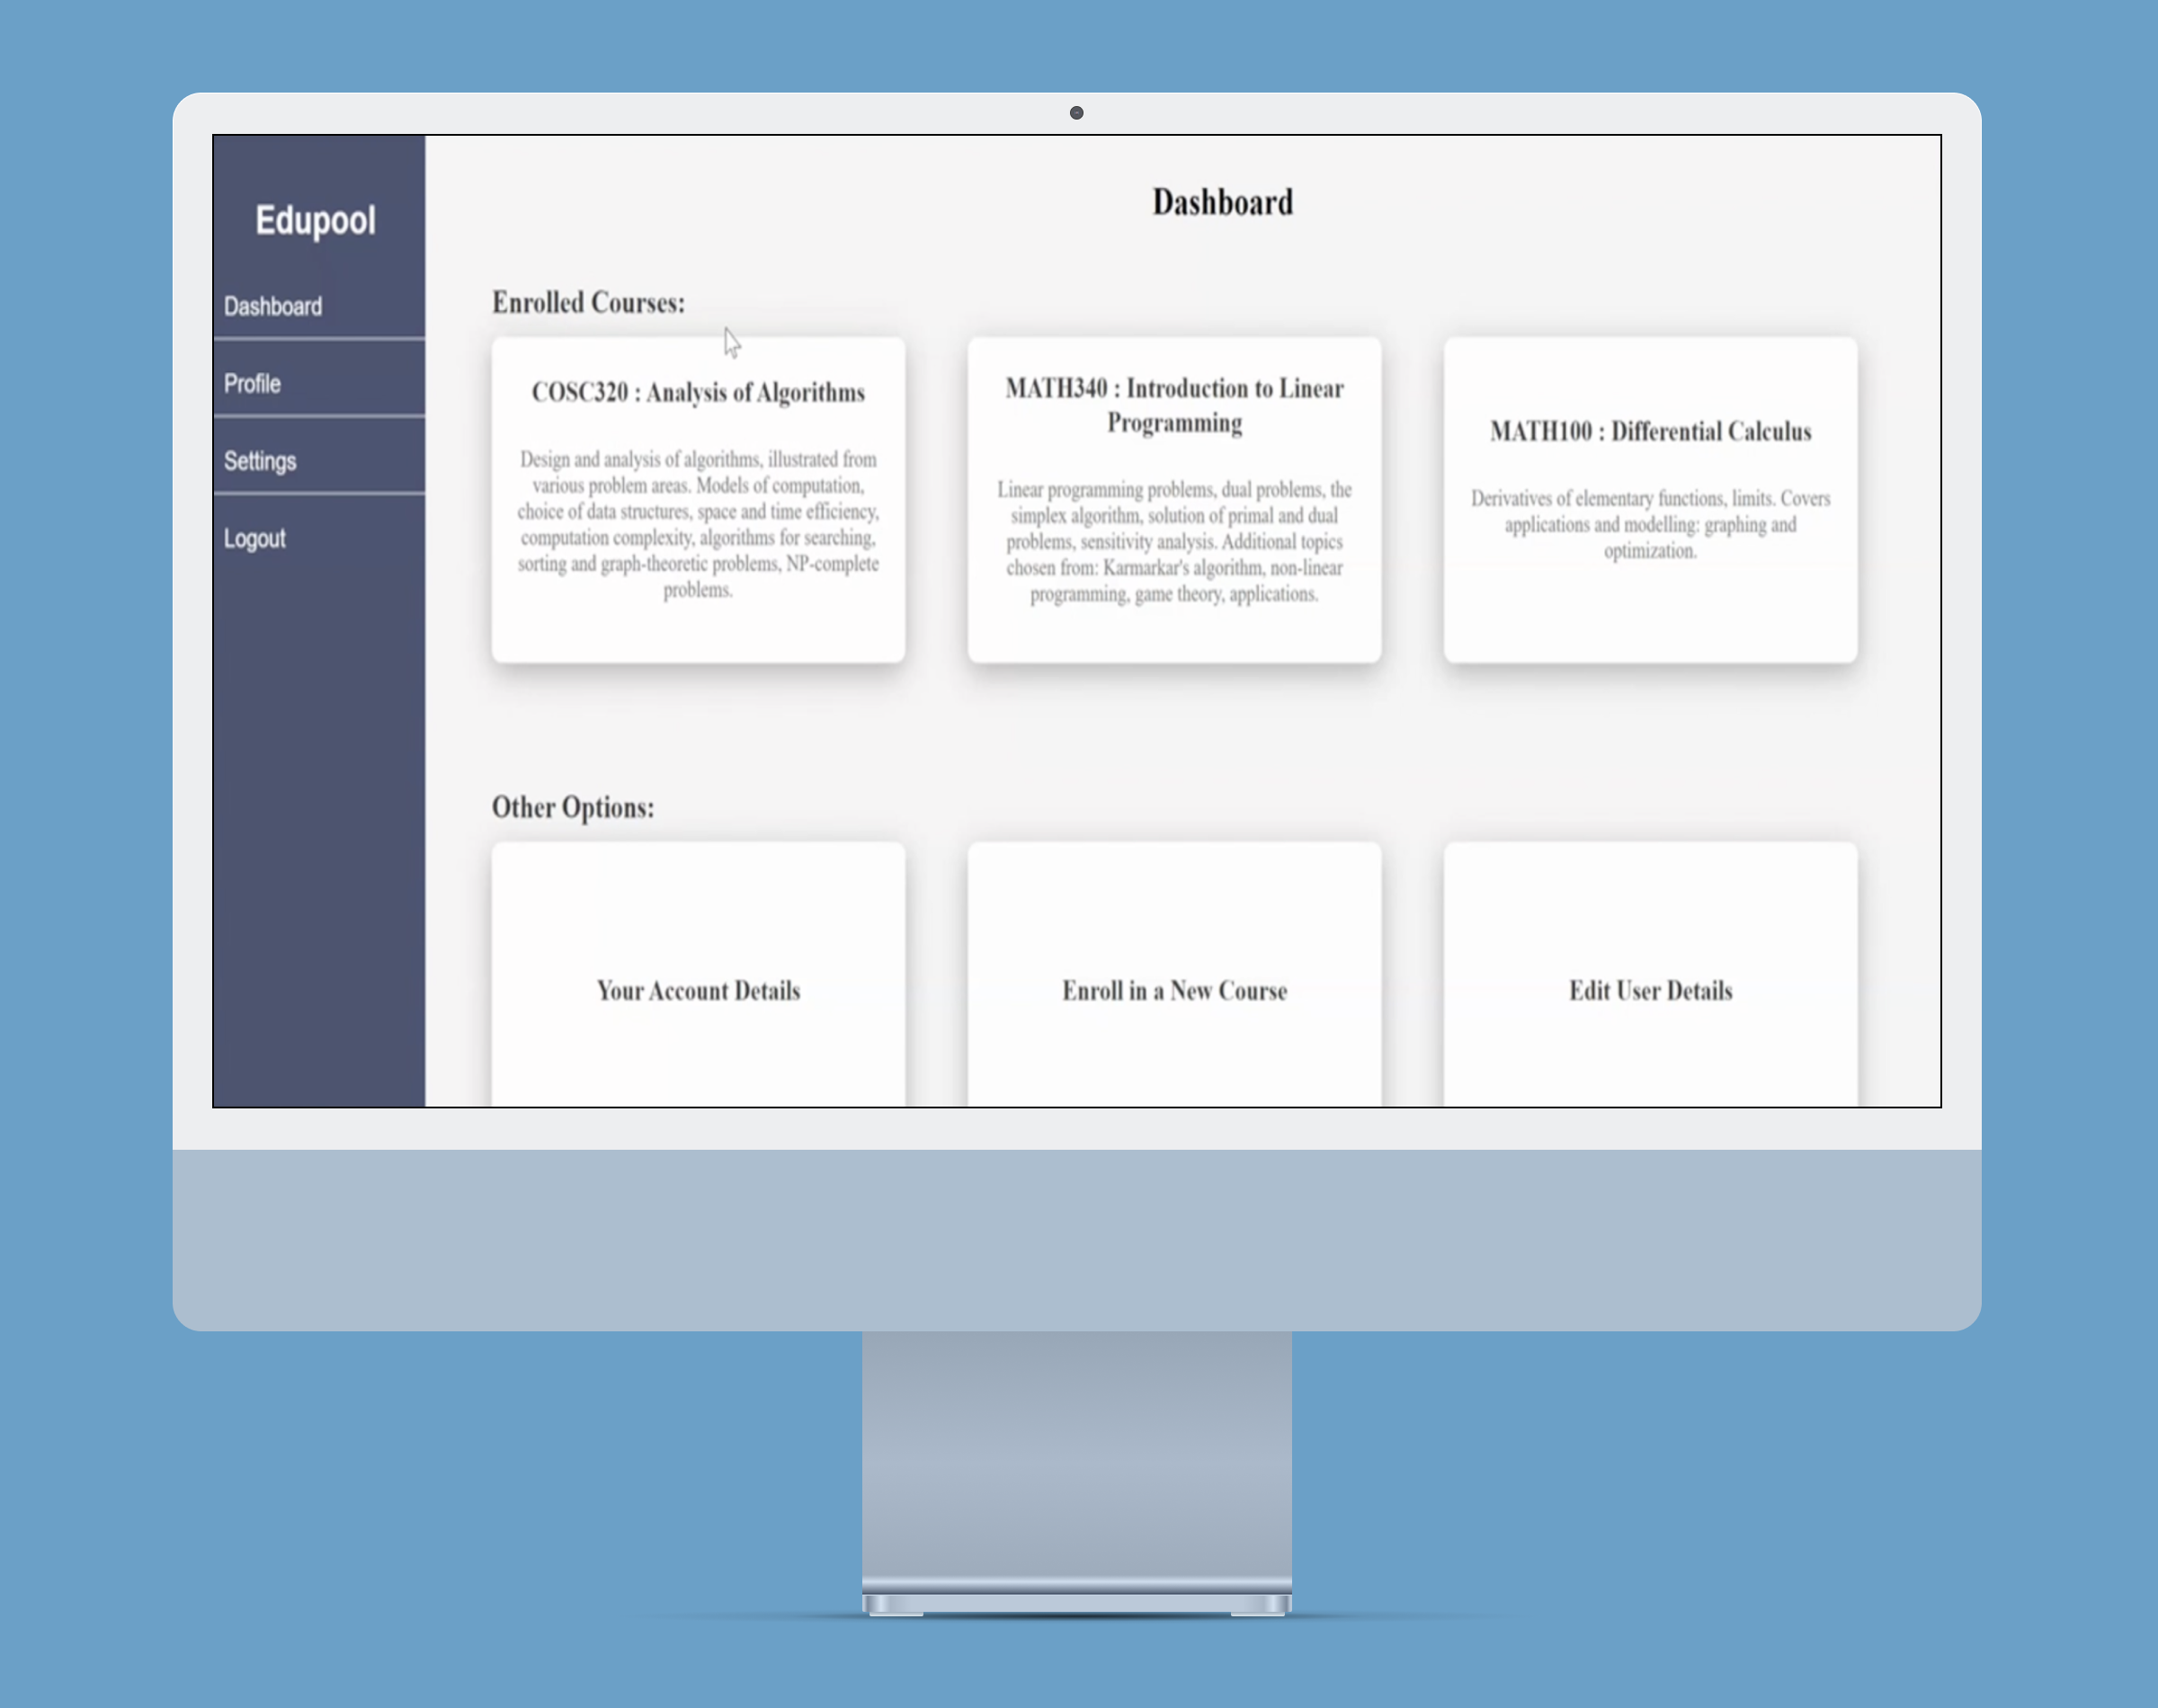 Edupool
Dashboard
Profile
Settings
Logout
Dashboard
Enrolled Courses:
COSC320 : Analysis of Algorithms
Design and analysis of algorithms, illustrated from
various problem areas. Models of computation,
choice of data structures, space and time efficiency,
computation complexity, algorithms for searching,
sorting and graph-theoretic problems, NP-complete
problems.
MATH340 : Introduction to Linear
Programming
Linear programming problems, dual problems, the
simplex algorithm, solution of primal and dual
problems, sensitivity analysis. Additional topics
chosen from: Karmarkar's algorithm, non-linear
programming, game theory, applications.
MATH100 : Differential Calculus
Derivatives of elementary functions, limits. Covers
applications and modelling: graphing and
optimization.
Other Options:
Your Account Details
Enroll in a New Course
Edit User Details